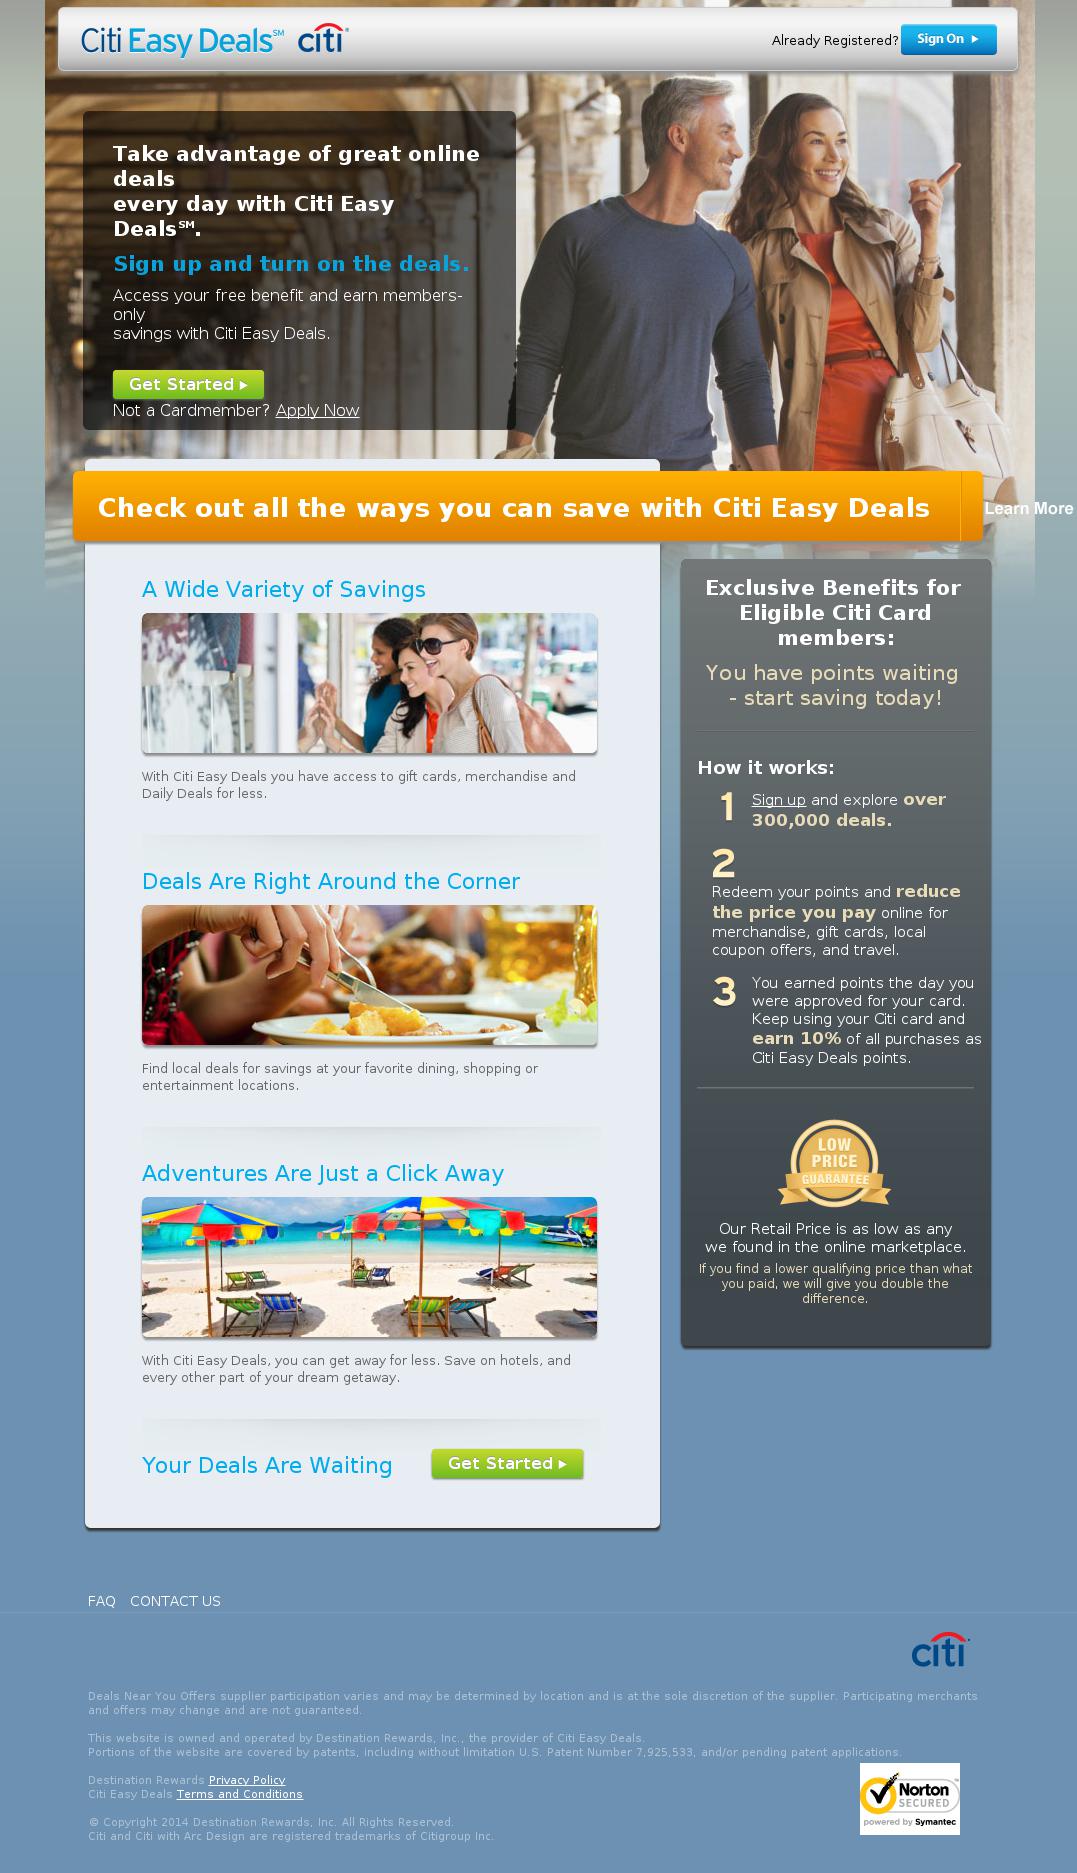 Citi Easy Deals℠ citi®
Already Registered? Sign On
Take advantage of great online
deals
every day with Citi Easy
Deals℠.
Sign up and turn on the deals.
Access your free benefit and earn members-
only
savings with Citi Easy Deals.
Get Started
Not a Cardmember? Apply Now
Check out all the ways you can save with Citi Easy Deals
Learn More
A Wide Variety of Savings
With Citi Easy Deals you have access to gift cards, merchandise and
Daily Deals for less.
Deals Are Right Around the Corner
Find local deals for savings at your favorite dining, shopping or
entertainment locations.
Adventures Are Just a Click Away
With Citi Easy Deals, you can get away for less. Save on hotels, and
every other part of your dream getaway.
Your Deals Are Waiting
Get Started
Exclusive Benefits for
Eligible Citi Card
members:
You have points waiting
- start saving today!
How it works:
1 Sign up and explore over
300,000 deals.
2
Redeem your points and reduce
the price you pay online for
merchandise, gift cards, local
coupon offers, and travel.
3 You earned points the day you
were approved for your card.
Keep using your Citi card and
earn 10% of all purchases as
Citi Easy Deals points.
LOW
PRICE
GUARANTEE
Our Retail Price is as low as any
we found in the online marketplace.
If you find a lower qualifying price than what
you paid, we will give you double the
difference.
FAQ CONTACT US
citi
Deals Near You Offers supplier participation varies and may be determined by location and is at the sole discretion of the supplier. Participating merchants
and offers may change and are not guaranteed.
This website is owned and operated by Destination Rewards, Inc., the provider of Citi Easy Deals.
Portions of the website are covered by patents, including without limitation U.S. Patent Number 7,925,533, and/or pending patent applications.
Destination Rewards Privacy Policy
Citi Easy Deals Terms and Conditions
© Copyright 2014 Destination Rewards, Inc. All Rights Reserved.
Citi and Citi with Arc Design are registered trademarks of Citigroup Inc.
Norton™
SECURED
powered by Symantec